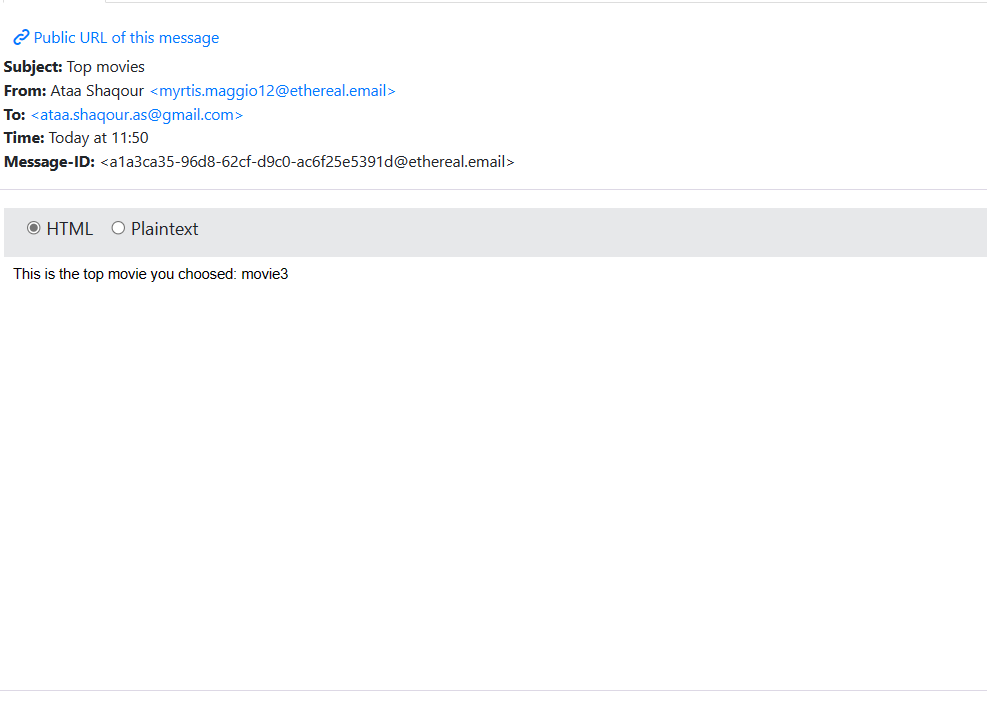 Public URL of this message
Subject: Top movies
From: Ataa Shaqour <myrtis.maggio12@ethereal.email>
To: <ataa.shaqour.as@gmail.com>
Time: Today at 11:50
Message-ID: <a1a3ca35-96d8-62cf-d9c0-ac6f25e5391d@ethereal.email>
HTML Plaintext
This is the top movie you choosed: movie3